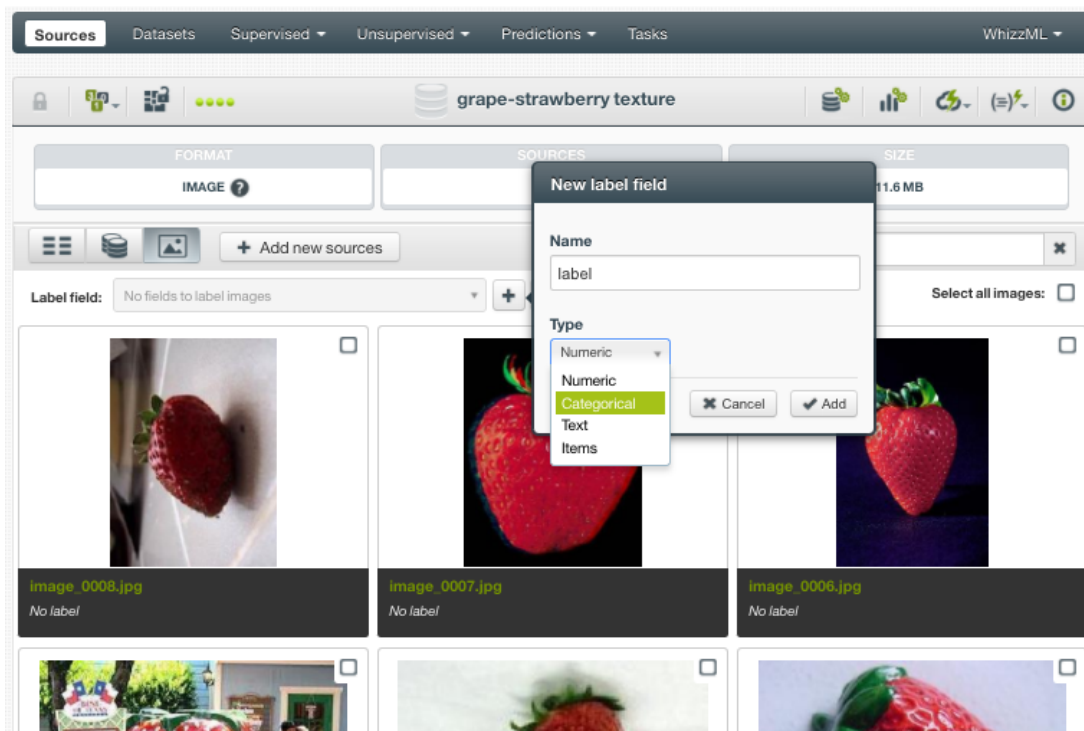 Sources Datasets Supervised Unsupervised Predictions Tasks WhizzML
grape-strawberry texture
FORMAT SOURCES SIZE
IMAGE ? 11.6 MB
New label field
+ Add new sources
Name
label
Label field: No fields to label images + Select all images:
Type
Numeric
Numeric
Categorical
Text
Items
Cancel Add
image_0008.jpg image_0007.jpg image_0006.jpg
No label No label No label